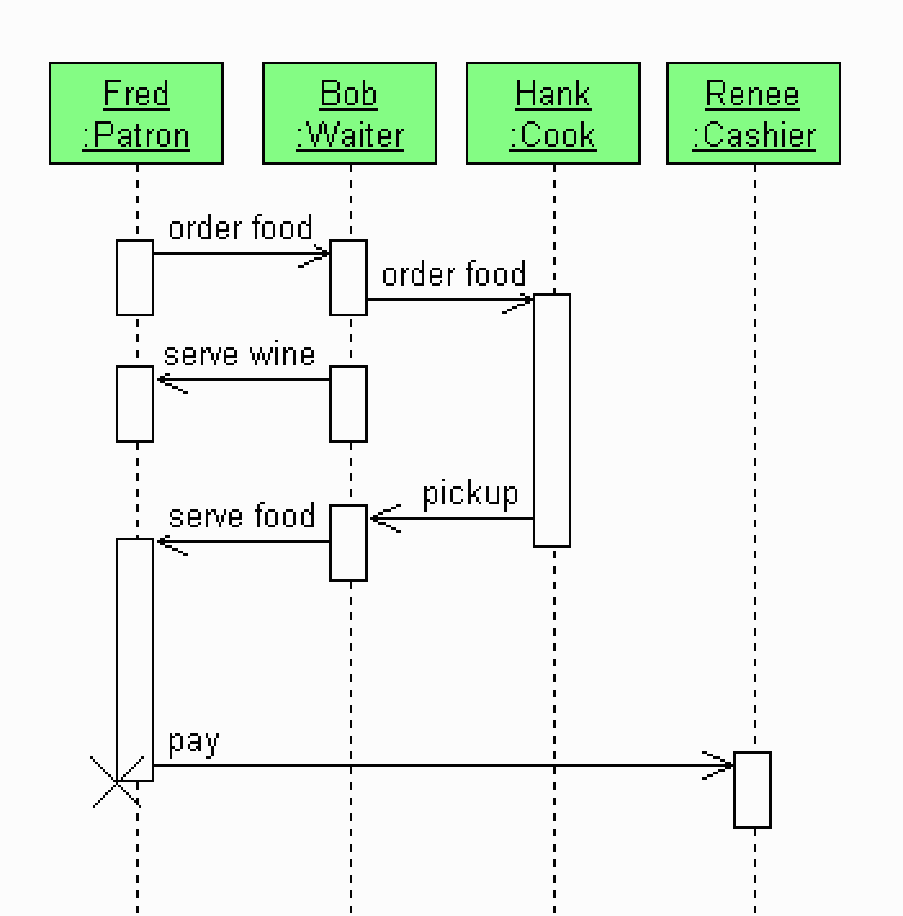 Fred
:Patron
Bob
:Waiter
Hank
:Cook
Renee
:Cashier
order food
order food
serve wine
pickup
serve food
pay